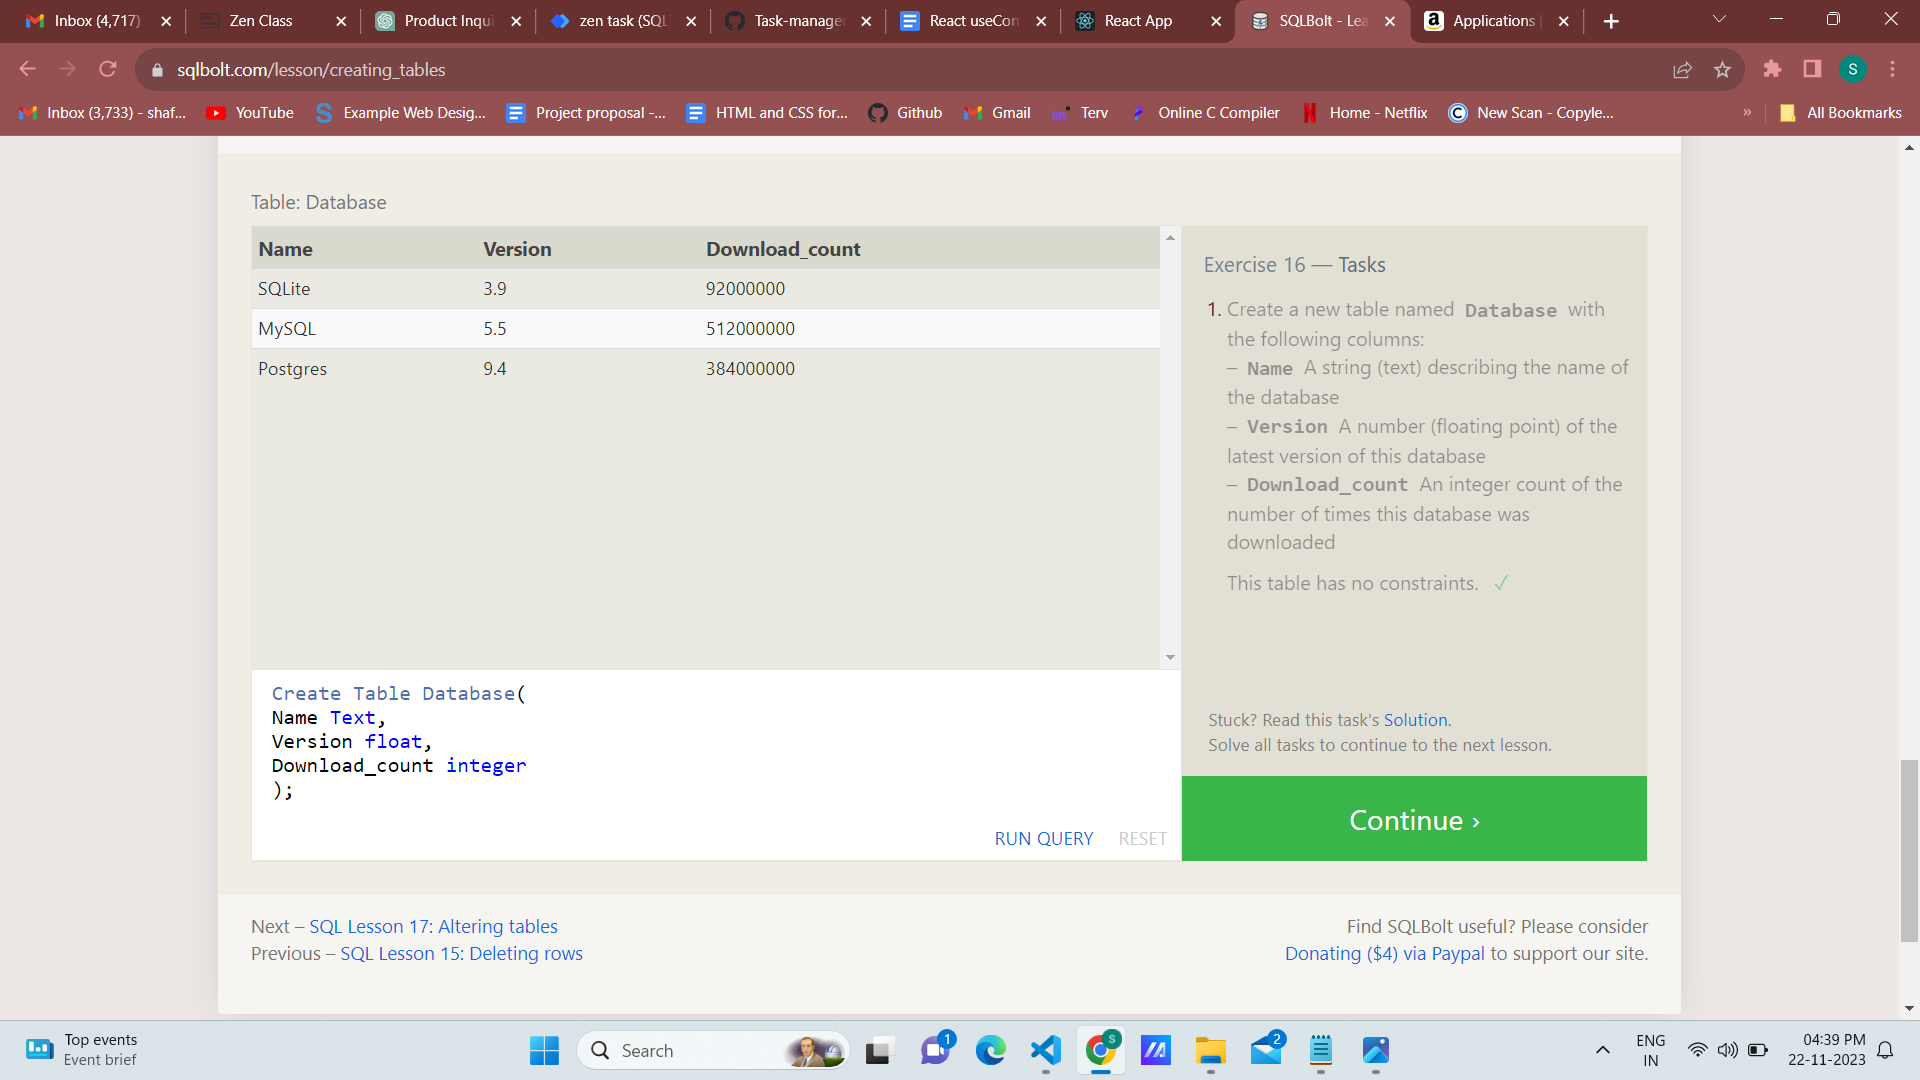 Inbox (4,717)
Zen Class
Product Inqui
zen task (SQL
Task-manage
React useCon
React App
SQLBolt - Lea
Applications
sqlbolt.com/lesson/creating_tables
S
Inbox (3,733) - shaf...
YouTube
Example Web Desig...
Project proposal -...
HTML and CSS for...
Github
Gmail
Terv
Online C Compiler
Home - Netflix
New Scan - Copyle...
»
All Bookmarks
Table: Database
Name Version Download_count
SQLite 3.9 92000000
MySQL 5.5 512000000
Postgres 9.4 384000000
Exercise 16 — Tasks
1. Create a new table named Database with
the following columns:
– Name A string (text) describing the name of
the database
– Version A number (floating point) of the
latest version of this database
– Download_count An integer count of the
number of times this database was
downloaded
This table has no constraints. ✓
Create Table Database(
Name Text,
Version float,
Download_count integer
);
RUN QUERY RESET
Stuck? Read this task's Solution.
Solve all tasks to continue to the next lesson.
Continue ›
Next – SQL Lesson 17: Altering tables
Previous – SQL Lesson 15: Deleting rows
Find SQLBolt useful? Please consider
Donating ($4) via Paypal to support our site.
Top events
Event brief
Search
1
S
2
ENG
IN
04:39 PM
22-11-2023